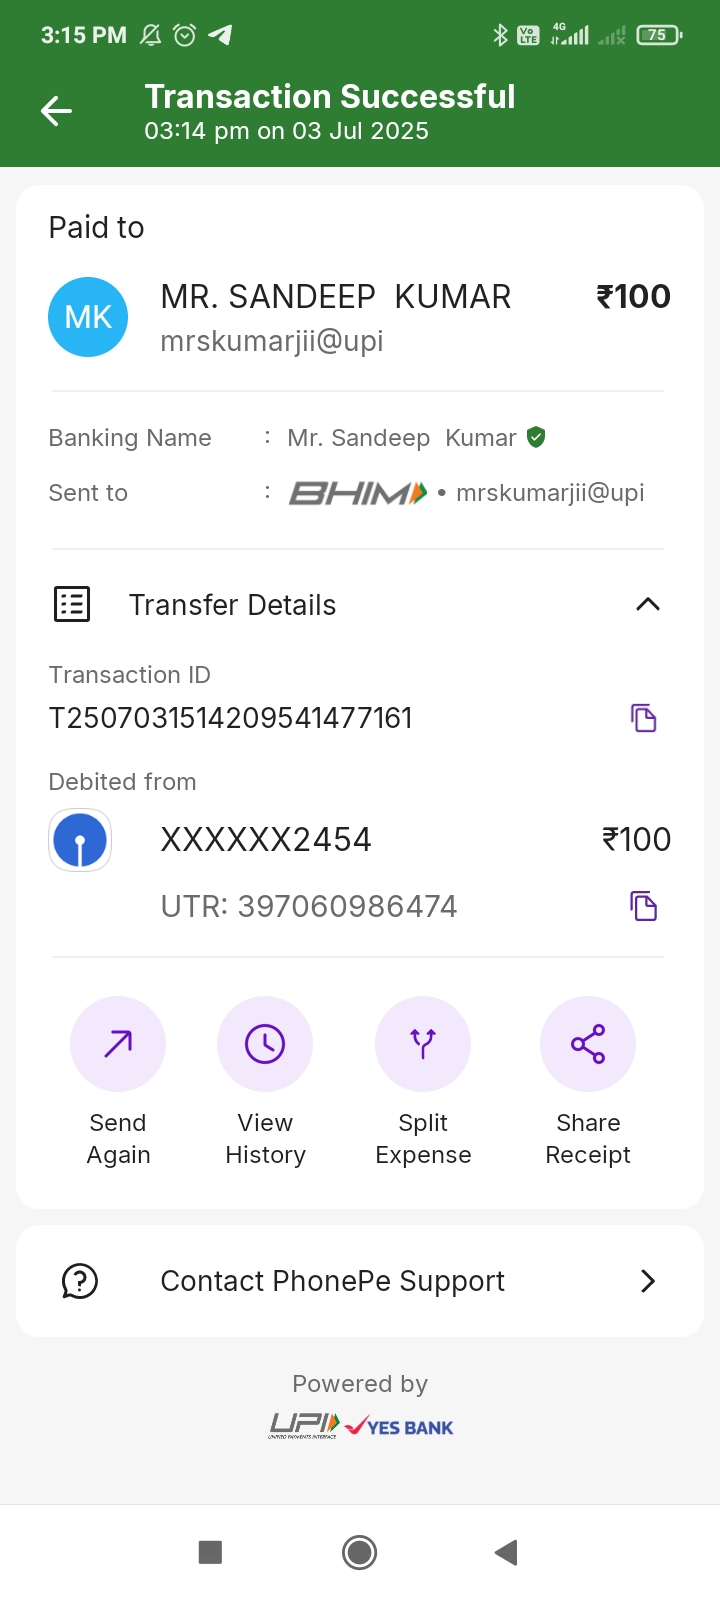 3:15 PM 4G Vo LTE 75
Transaction Successful
03:14 pm on 03 Jul 2025
Paid to
MK MR. SANDEEP KUMAR ₹100
mrskumarjii@upi
Banking Name : Mr. Sandeep Kumar
Sent to : BHIM • mrskumarjii@upi
Transfer Details
Transaction ID
T2507031514209541477161
Debited from
XXXXXX2454 ₹100
UTR: 397060986474
Send Again
View History
Split Expense
Share Receipt
Contact PhonePe Support
Powered by
UPI YES BANK
UNIFIED PAYMENTS INTERFACE